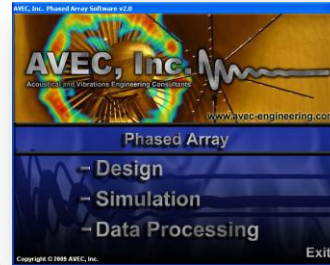 AVEC, Inc. Phased Array Software v2.0
AVEC, Inc.
Acoustical and Vibrations Engineering Consultants
www.avec-engineering.com
Phased Array
- Design
- Simulation
- Data Processing
Exit
Copyright © 2009 AVEC, Inc.